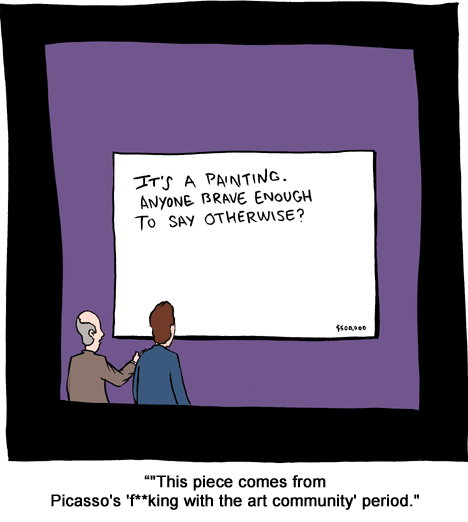 IT'S A PAINTING.
ANYONE BRAVE ENOUGH
TO SAY OTHERWISE?
$500,000
“"This piece comes from
Picasso's 'f**king with the art community' period."